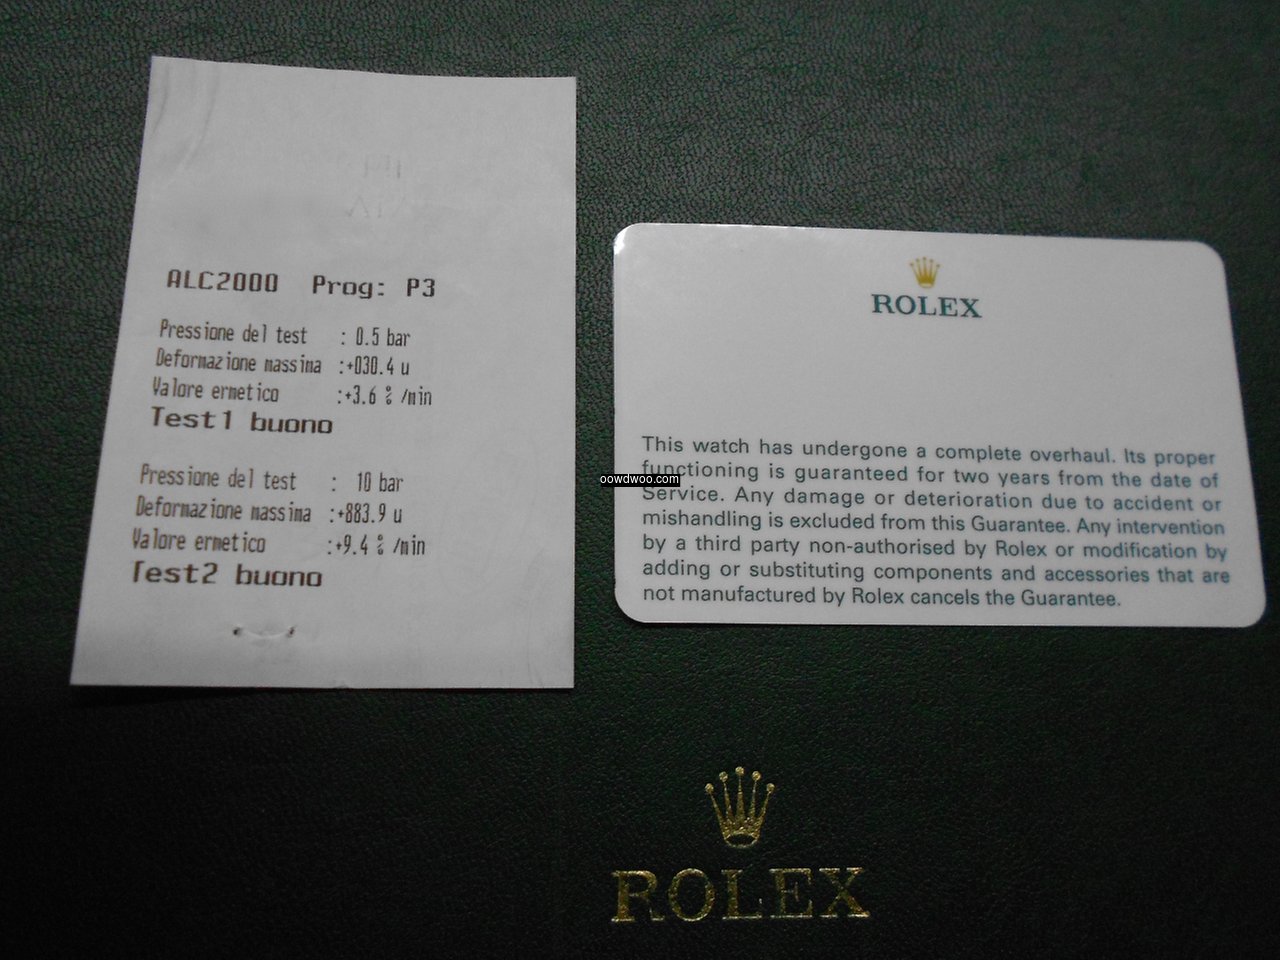 ALC2000 Prog: P3
Pressione del test : 0.5 bar
Deformazione massima :+030.4 u
Valore ermetico :+3.6 % /min
Test1 buono
Pressione del test : 10 bar
Deformazione massima :+883.9 u
Valore ermetico :+9.4 % /min
Test2 buono
ROLEX
This watch has undergone a complete overhaul. Its proper
functioning is guaranteed for two years from the date of
Service. Any damage or deterioration due to accident or
mishandling is excluded from this Guarantee. Any intervention
by a third party non-authorised by Rolex or modification by
adding or substituting components and accessories that are
not manufactured by Rolex cancels the Guarantee.
oowdwoo.com
ROLEX